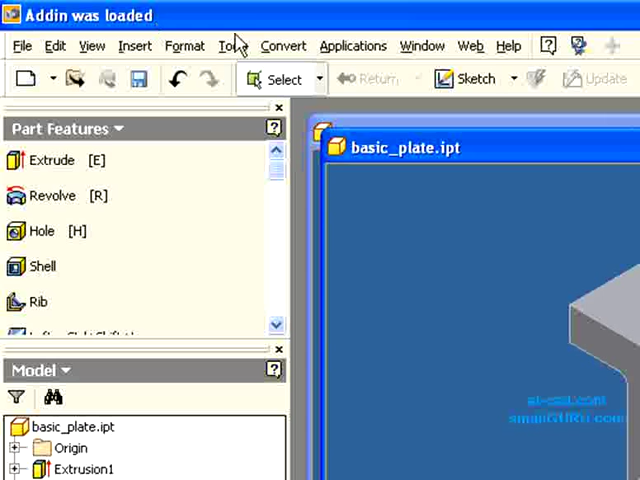 Addin was loaded
File Edit View Insert Format Convert Applications Window Web Help
Select Return Sketch Update
Part Features
basic_plate.ipt
Extrude [E]
Revolve [R]
Hole [H]
Shell
Rib
Model
basic_plate.ipt
Origin
Extrusion1